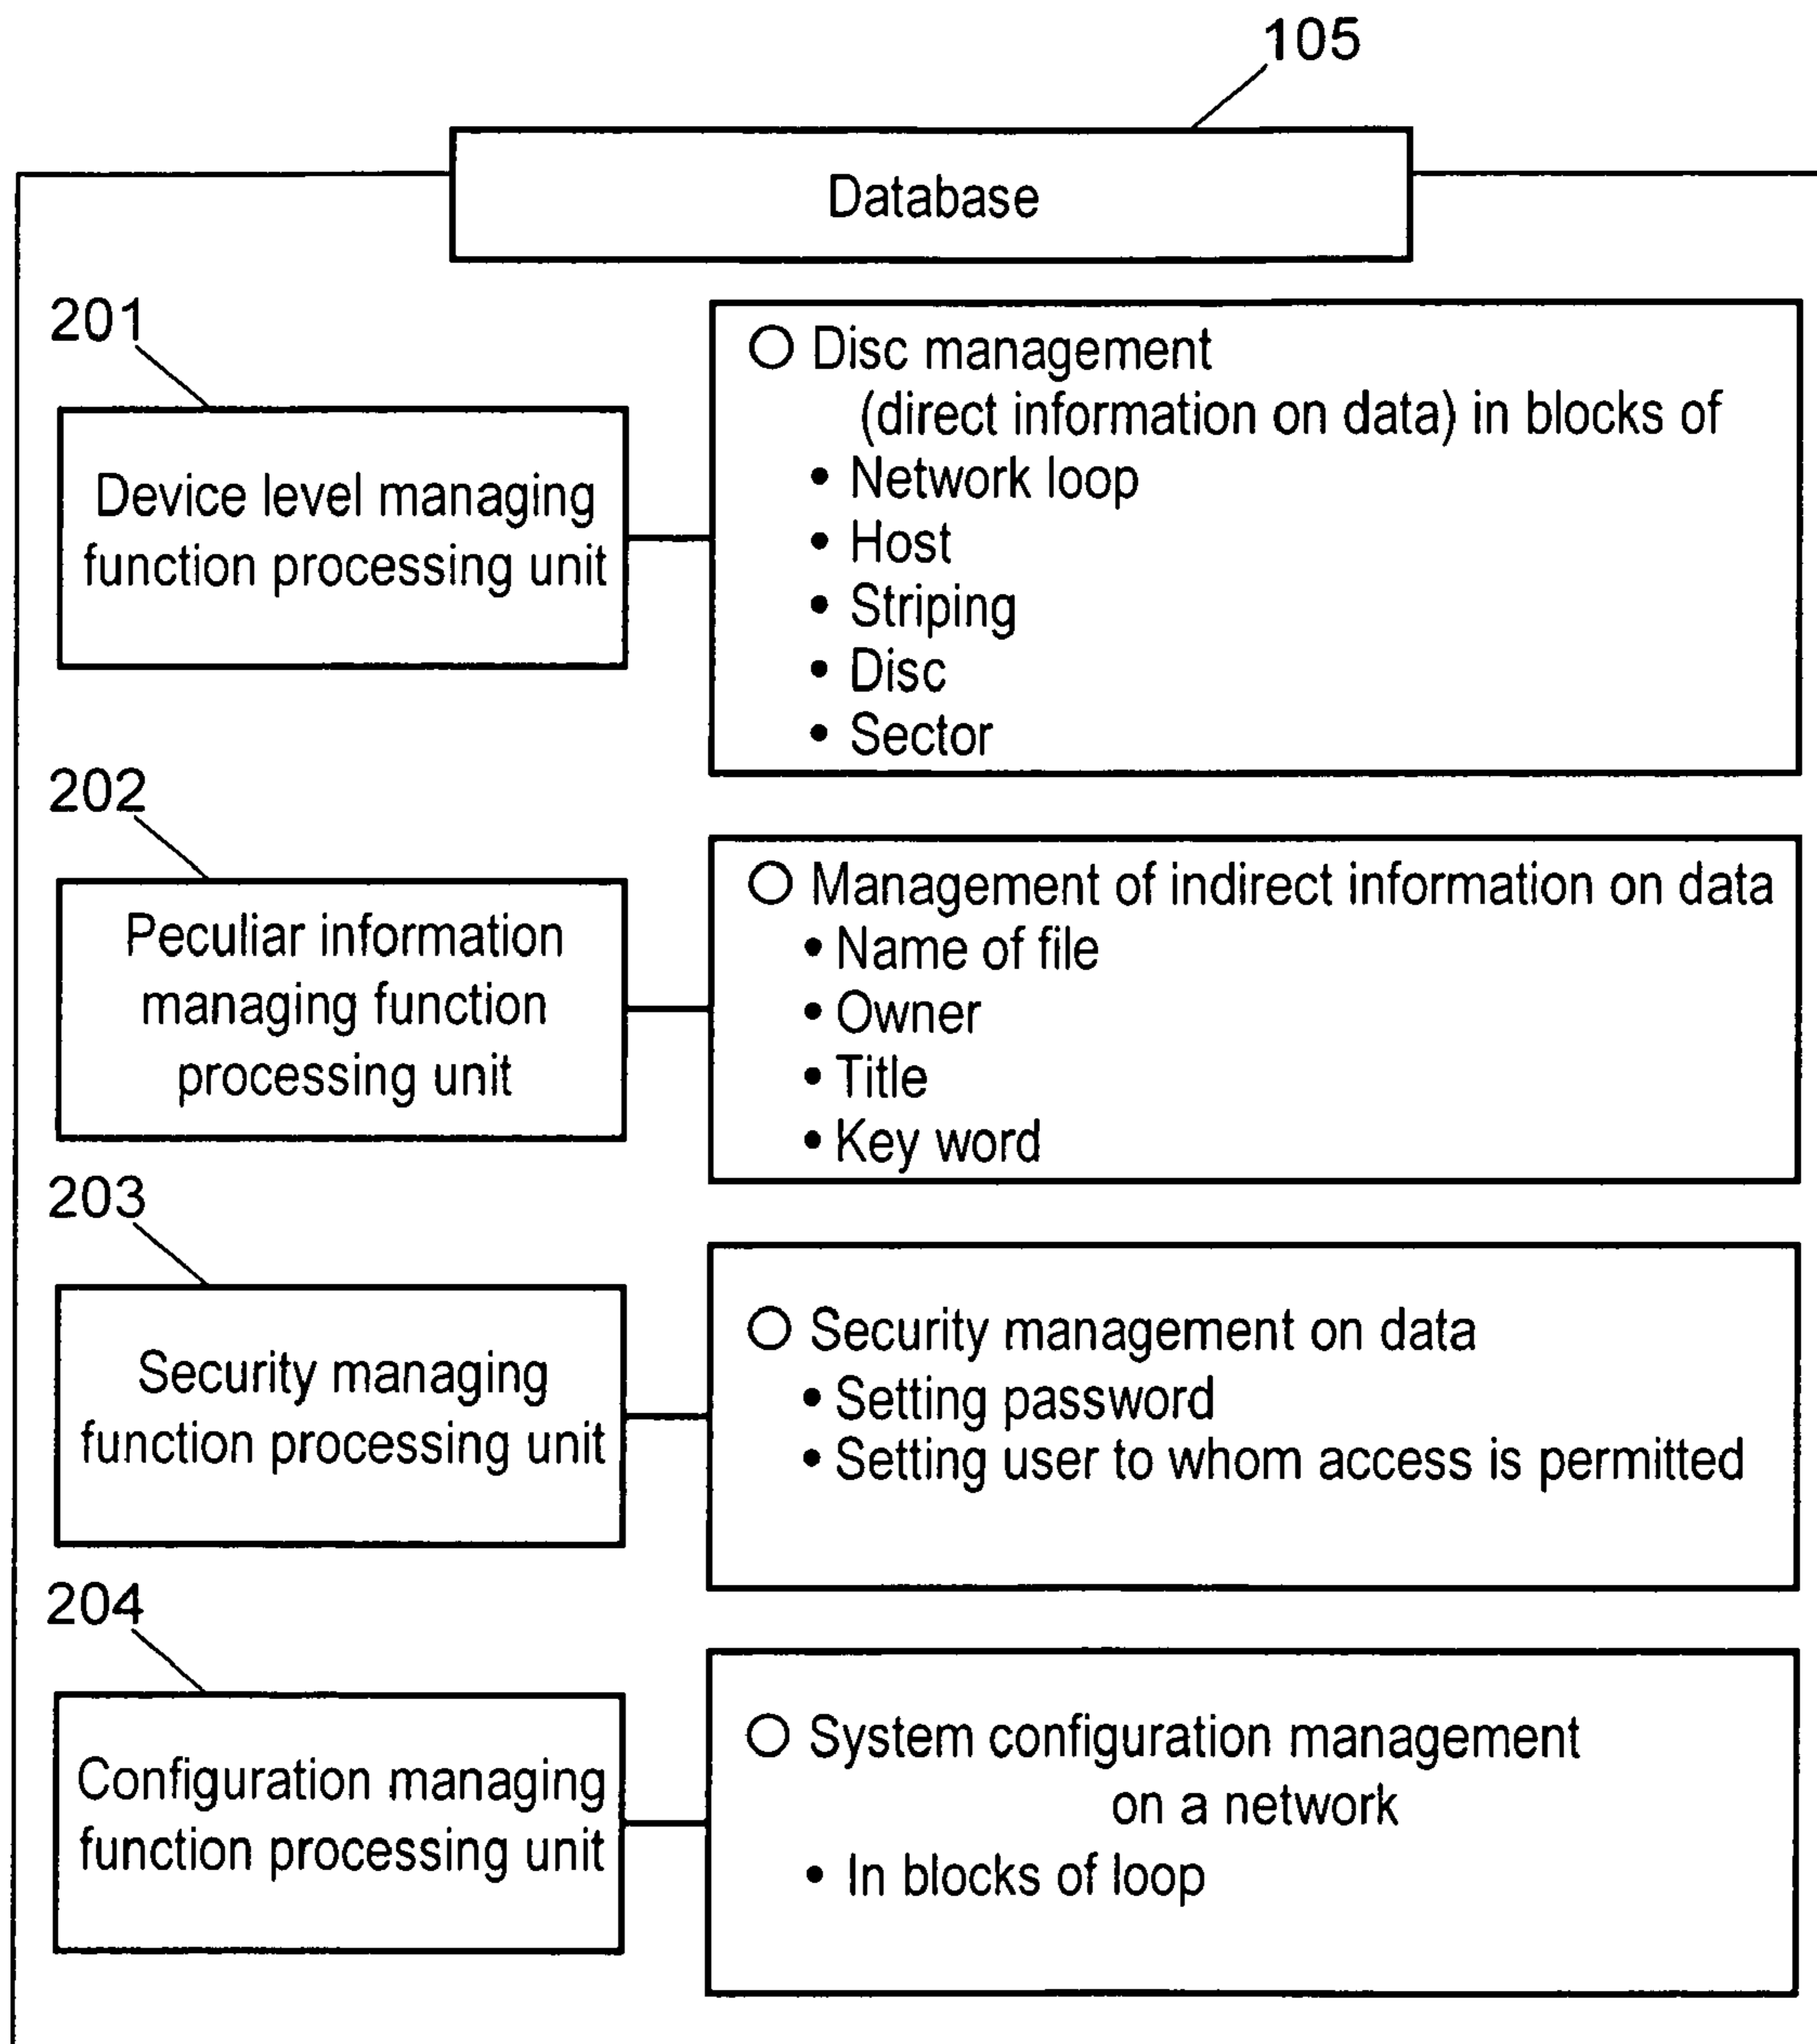 105
Database
201
Device level managing
function processing unit
○ Disc management
(direct information on data) in blocks of
• Network loop
• Host
• Striping
• Disc
• Sector
202
Peculiar information
managing function
processing unit
○ Management of indirect information on data
• Name of file
• Owner
• Title
• Key word
203
Security managing
function processing unit
○ Security management on data
• Setting password
• Setting user to whom access is permitted
204
Configuration managing
function processing unit
○ System configuration management
on a network
• In blocks of loop